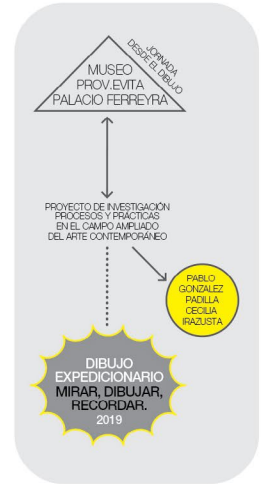 JORNADA
DESDE EL DIBUJO
MUSEO
PROV.EVITA
PALACIO FERREYRA
PROYECTO DE INVESTIGACIÓN
PROCESOS Y PRÁCTICAS
EN EL CAMPO AMPLIADO
DEL ARTE CONTEMPORÁNEO
PABLO
GONZALEZ
PADILLA
CECILIA
IRAZUSTA
DIBUJO
EXPEDICIONARIO
MIRAR, DIBUJAR,
RECORDAR.
2019